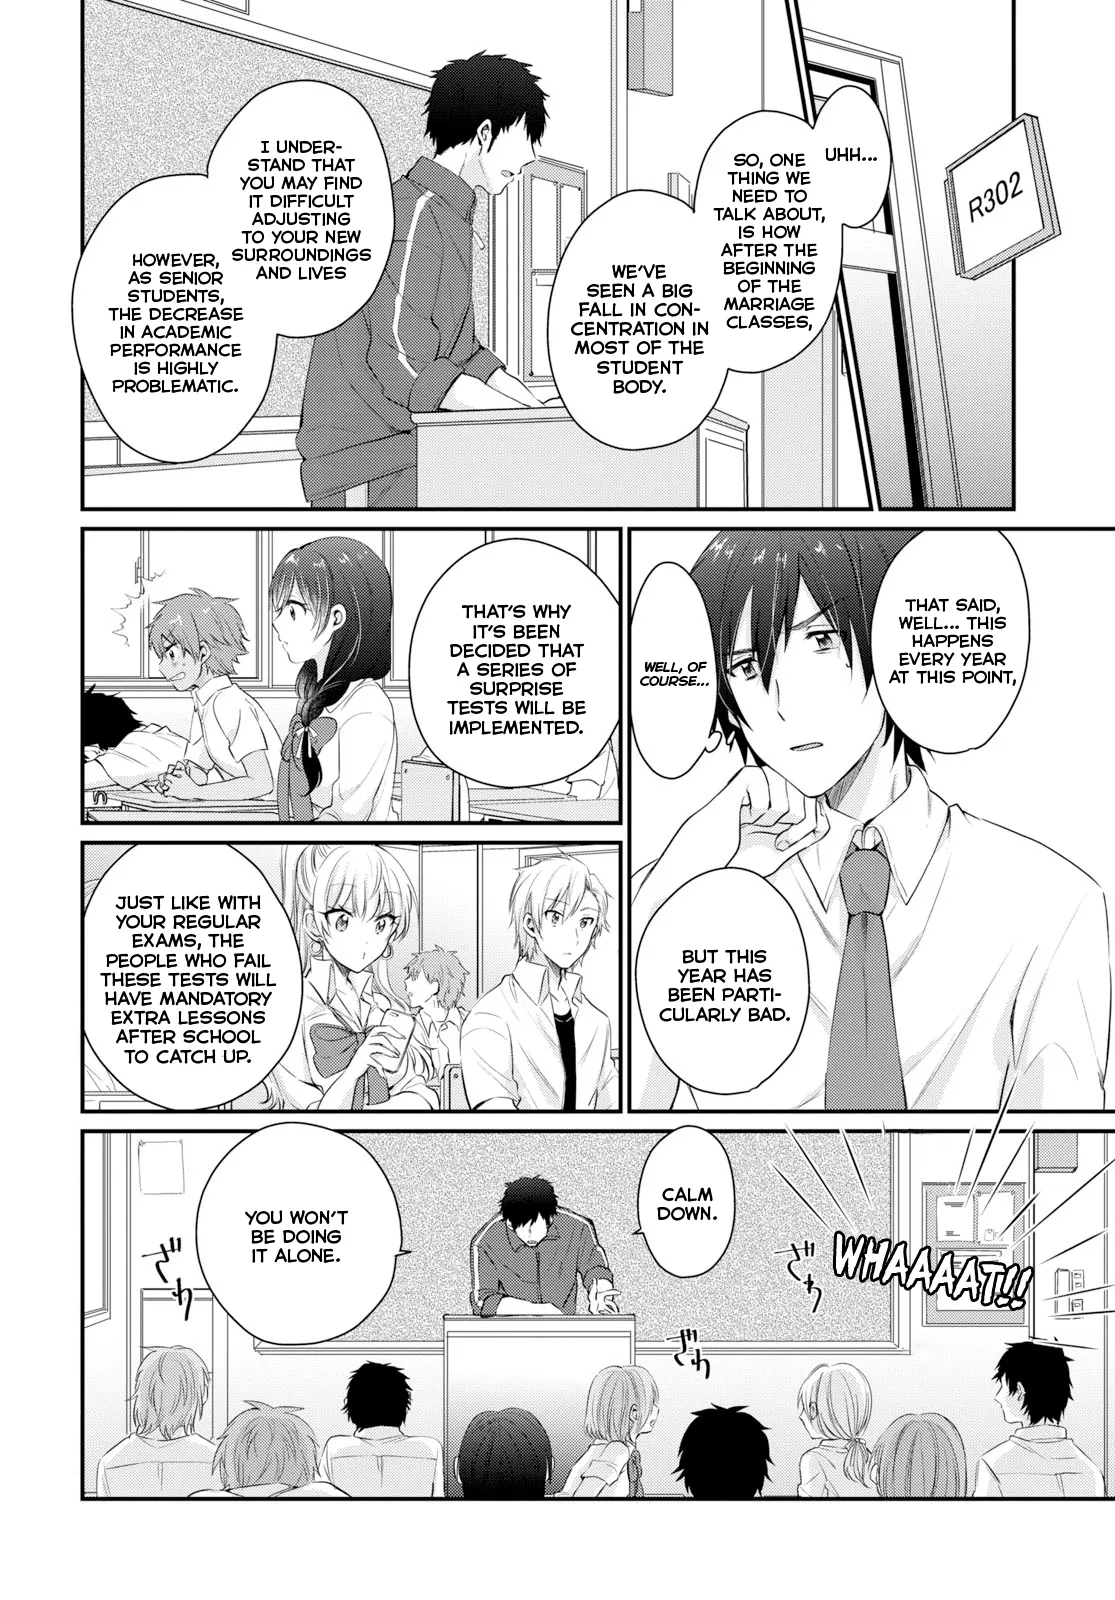 R302
UHH...
SO, ONE
THING WE
NEED TO
TALK ABOUT,
IS HOW
AFTER THE
BEGINNING
OF THE
MARRIAGE
CLASSES,
WE'VE
SEEN A BIG
FALL IN CON-
CENTRATION IN
MOST OF THE
STUDENT
BODY.
I UNDER-
STAND THAT
YOU MAY FIND
IT DIFFICULT
ADJUSTING
TO YOUR NEW
SURROUNDINGS
AND LIVES
HOWEVER,
AS SENIOR
STUDENTS,
THE DECREASE
IN ACADEMIC
PERFORMANCE
IS HIGHLY
PROBLEMATIC.
THAT SAID,
WELL... THIS
HAPPENS
EVERY YEAR
AT THIS POINT,
WELL, OF
COURSE...
BUT THIS
YEAR HAS
BEEN PARTI-
CULARLY BAD.
THAT'S WHY
IT'S BEEN
DECIDED THAT
A SERIES OF
SURPRISE
TESTS WILL BE
IMPLEMENTED.
JUST LIKE WITH
YOUR REGULAR
EXAMS, THE
PEOPLE WHO FAIL
THESE TESTS WILL
HAVE MANDATORY
EXTRA LESSONS
AFTER SCHOOL
TO CATCH UP.
WHAAAAAT!!!
CALM
DOWN.
YOU WON'T
BE DOING
IT ALONE.
ざわ
ざわ
ざわ